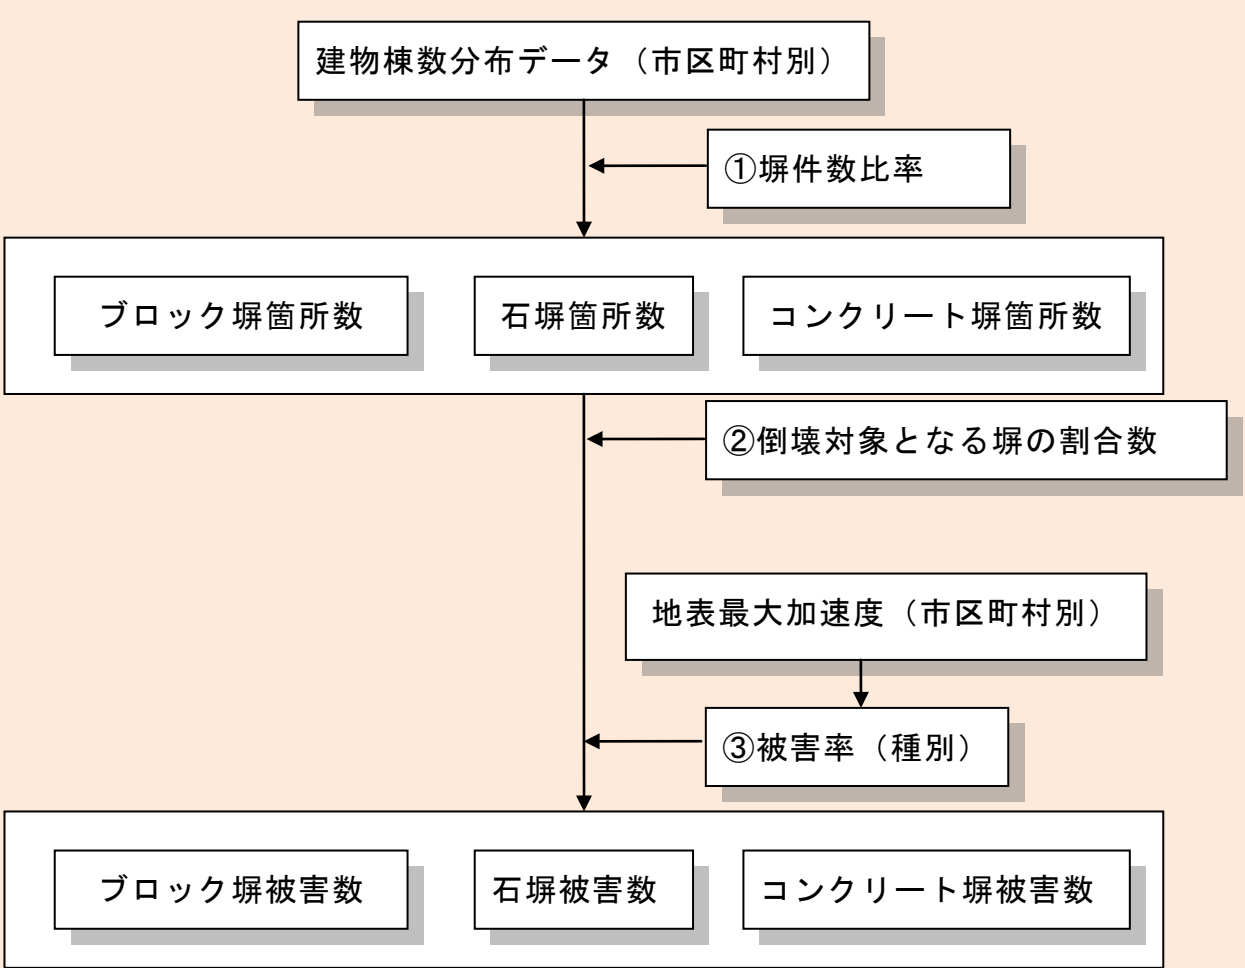 建物棟数分布データ（市区町村別）
①塀件数比率
ブロック塀箇所数
石塀箇所数
コンクリート塀箇所数
②倒壊対象となる塀の割合数
地表最大加速度（市区町村別）
③被害率（種別）
ブロック塀被害数
石塀被害数
コンクリート塀被害数